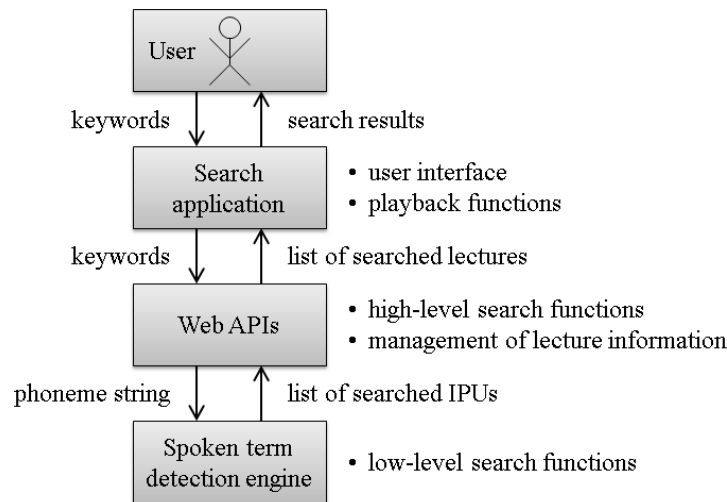 User
keywords
search results
Search
application
• user interface
• playback functions
keywords
list of searched lectures
Web APIs
• high-level search functions
• management of lecture information
phoneme string
list of searched IPUs
Spoken term
detection engine
• low-level search functions